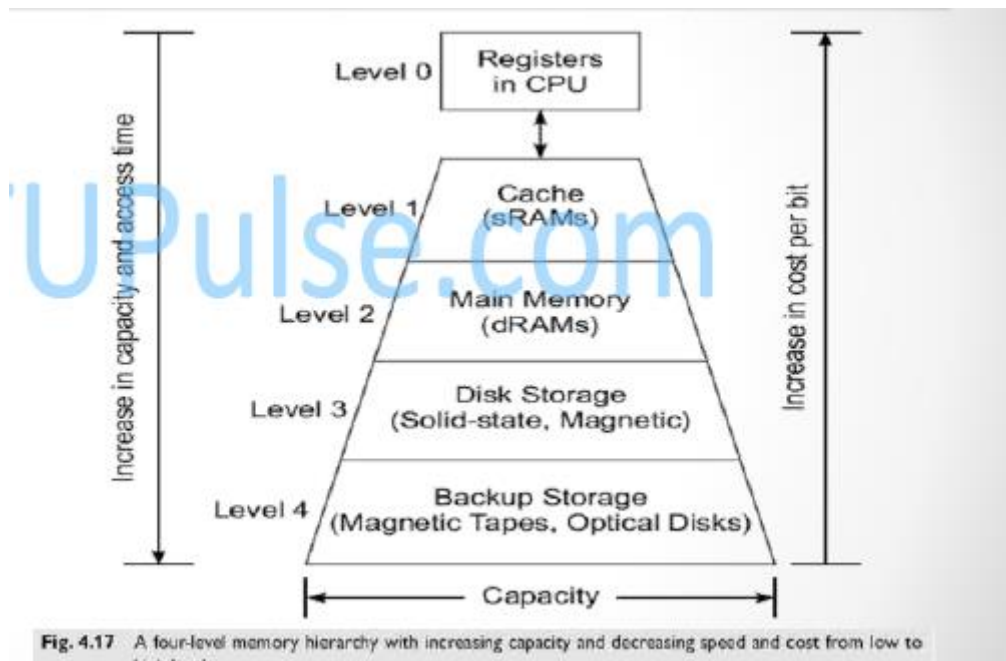 Level 0
Registers
in CPU
Increase in capacity and access time
Increase in cost per bit
Level 1
Cache
(sRAMs)
UPulse.com
Level 2
Main Memory
(dRAMs)
Level 3
Disk Storage
(Solid-state, Magnetic)
Level 4
Backup Storage
(Magnetic Tapes, Optical Disks)
Capacity
Fig. 4.17 A four-level memory hierarchy with increasing capacity and decreasing speed and cost from low to